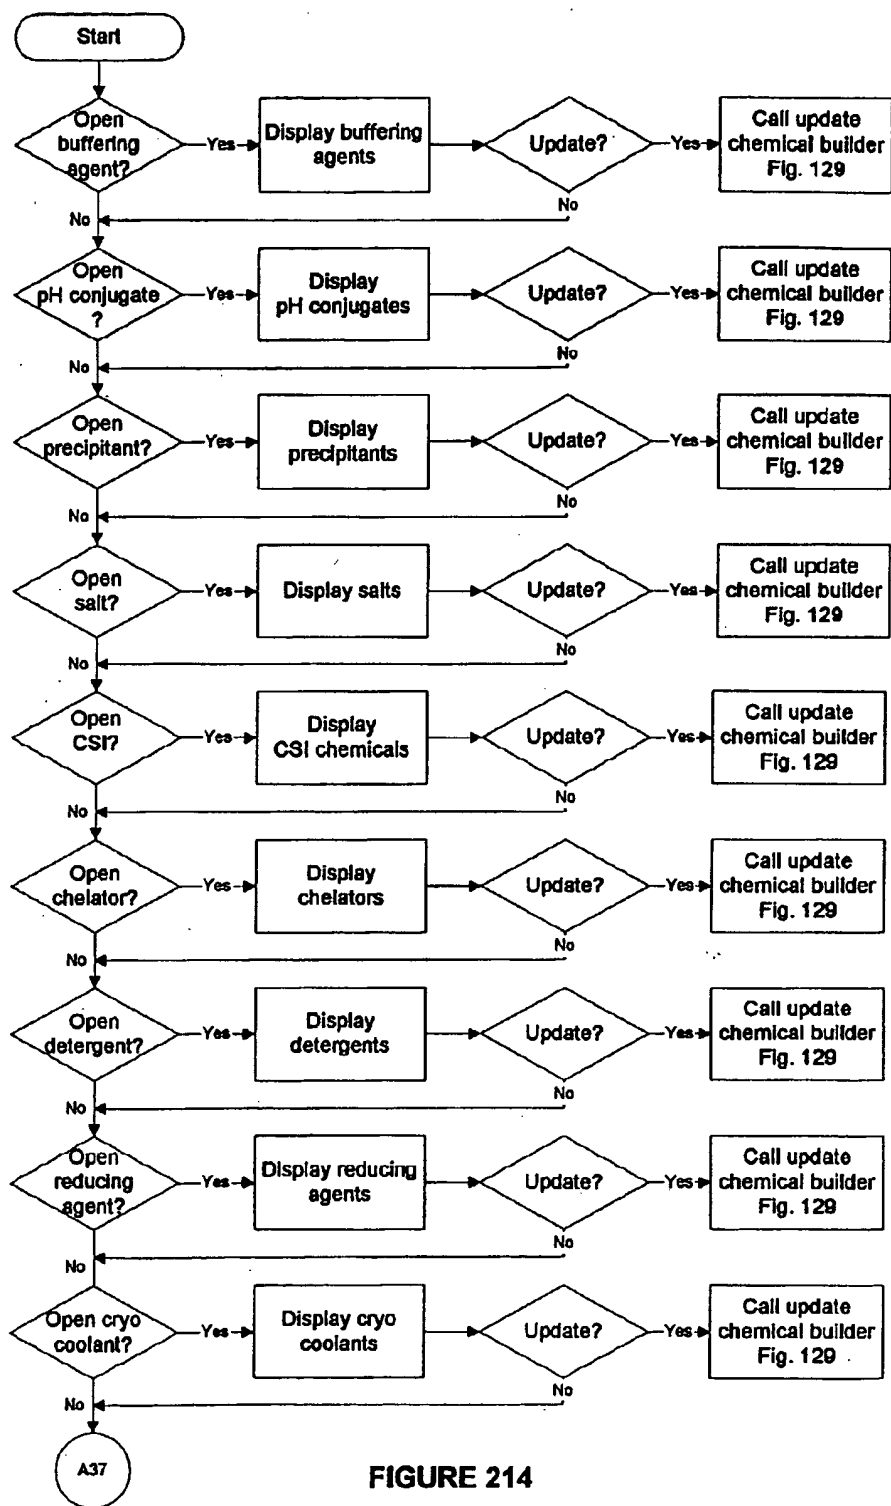 Start
Open
buffering
agent?
Yes
Display buffering
agents
Update?
Yes
Call update
chemical builder
Fig. 129
No
No
Open
pH conjugate
?
Yes
Display
pH conjugates
Update?
Yes
Call update
chemical builder
Fig. 129
No
No
Open
precipitant?
Yes
Display
precipitants
Update?
Yes
Call update
chemical builder
Fig. 129
No
No
Open
salt?
Yes
Display salts
Update?
Yes
Call update
chemical builder
Fig. 129
No
No
Open
CSI?
Yes
Display
CSI chemicals
Update?
Yes
Call update
chemical builder
Fig. 129
No
No
Open
chelator?
Yes
Display
chelators
Update?
Yes
Call update
chemical builder
Fig. 129
No
No
Open
detergent?
Yes
Display
detergents
Update?
Yes
Call update
chemical builder
Fig. 129
No
No
Open
reducing
agent?
Yes
Display reducing
agents
Update?
Yes
Call update
chemical builder
Fig. 129
No
No
Open cryo
coolant?
Yes
Display cryo
coolants
Update?
Yes
Call update
chemical builder
Fig. 129
No
No
A37
FIGURE 214